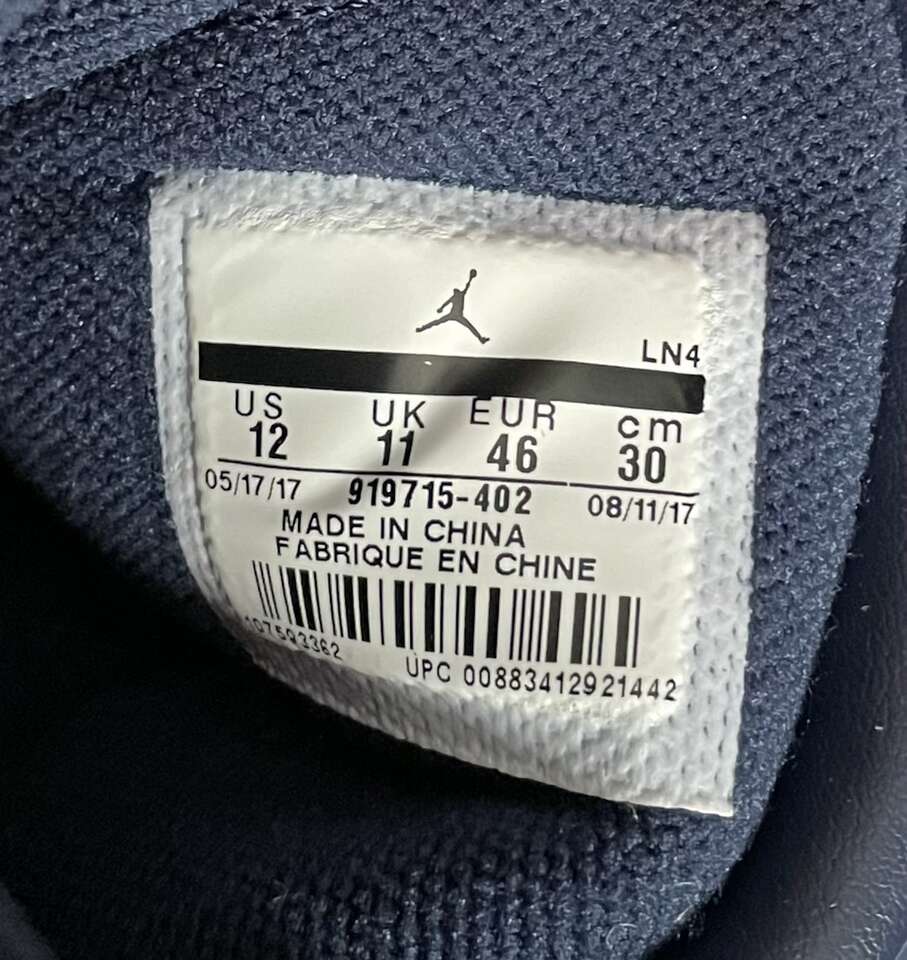 LN4
US UK EUR cm
12 11 46 30
05/17/17 919715-402 08/11/17
MADE IN CHINA
FABRIQUE EN CHINE
UPC 00883412921442